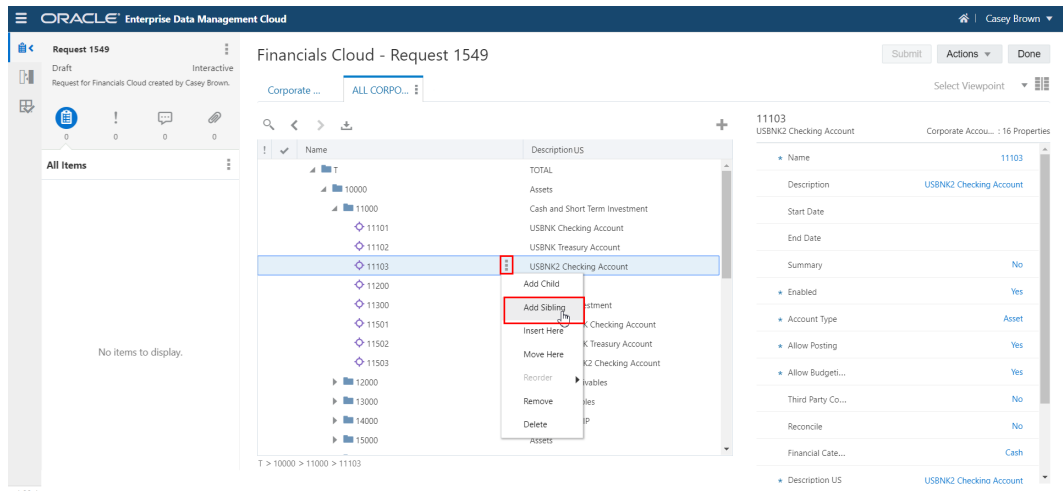 ORACLE Enterprise Data Management Cloud
Casey Brown
Request 1549
Draft Interactive
Request for Financials Cloud created by Casey Brown.
0 0 0 0
All Items
No items to display.
Financials Cloud - Request 1549
Submit Actions Done
Corporate ... ALL CORPO...
Select Viewpoint
! Name Description US
T TOTAL
10000 Assets
11000 Cash and Short Term Investment
11101 USBNK Checking Account
11102 USBNK Treasury Account
11103 USBNK2 Checking Account
11200
11300 estment
11501 K Checking Account
11502 K Treasury Account
11503 K2 Checking Account
12000 ivables
13000 bles
14000 IP
15000 Assets
Add Child
Add Sibling
Insert Here
Move Here
Reorder
Remove
Delete
T > 10000 > 11000 > 11103
11103
USBNK2 Checking Account Corporate Accou... : 16 Properties
* Name 11103
Description USBNK2 Checking Account
Start Date
End Date
Summary No
* Enabled Yes
* Account Type Asset
* Allow Posting Yes
* Allow Budgeti... Yes
Third Party Co... No
Reconcile No
Financial Cate... Cash
* Description US USBNK2 Checking Account